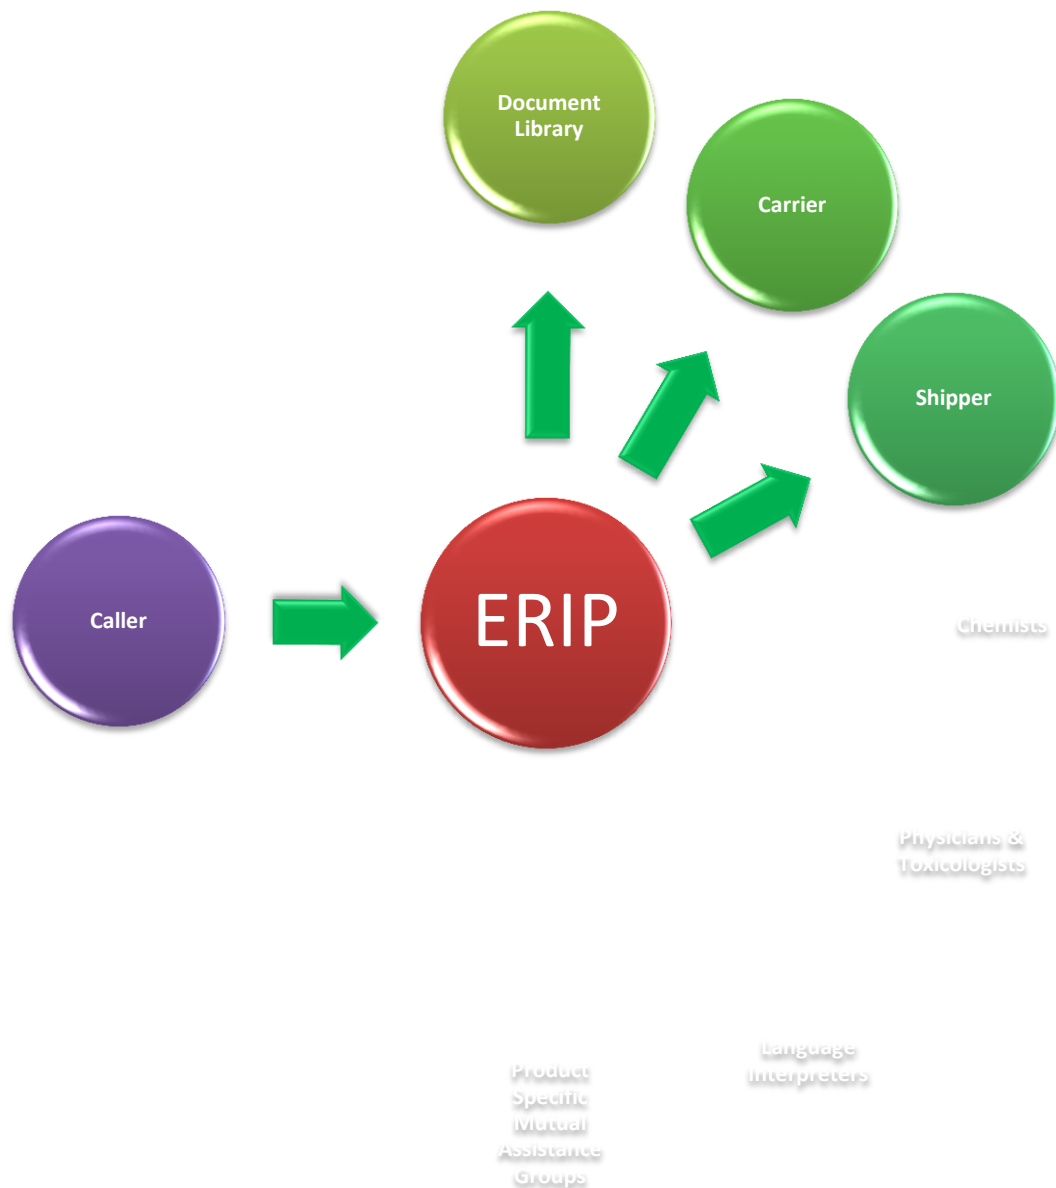 Document
Library
Carrier
Shipper
Caller
ERIP
Chemists
Physicians &
Toxicologists
Language
Interpreters
Product
Specific
Mutual
Assistance
Groups